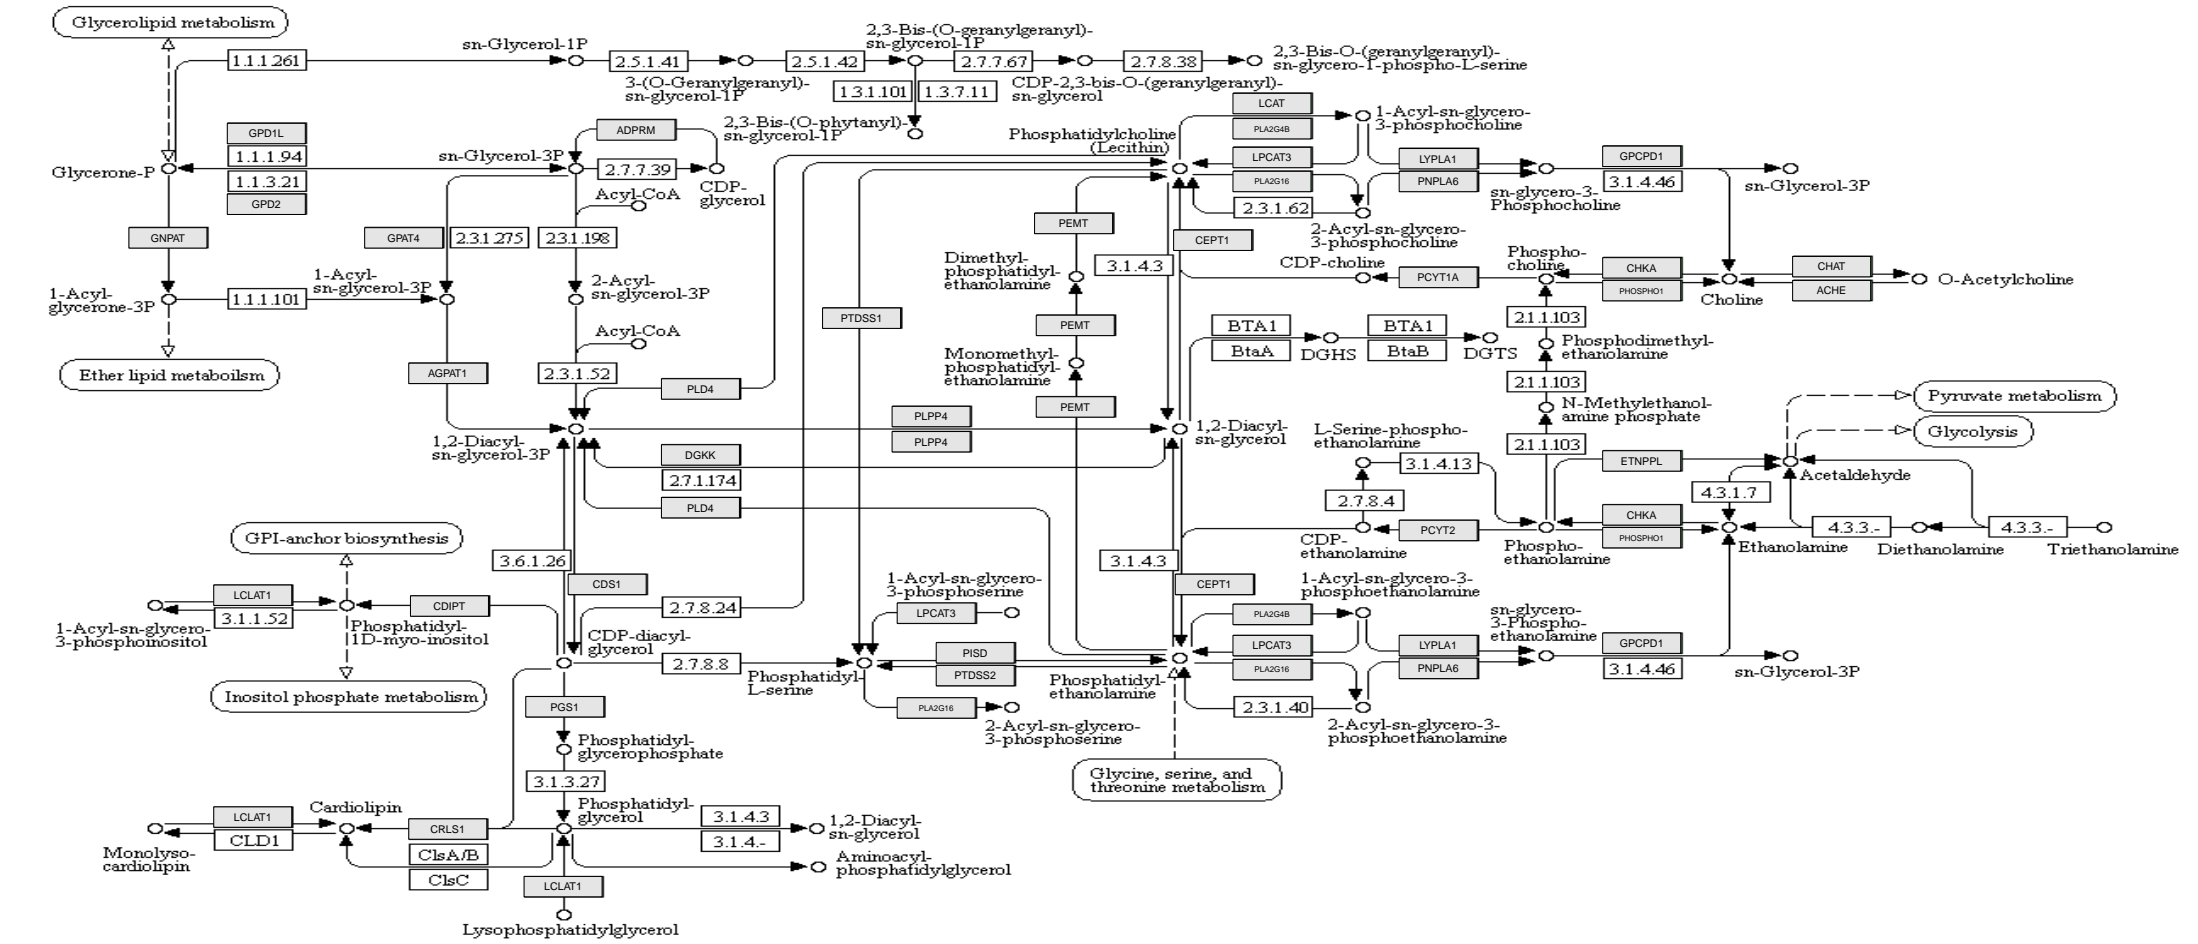 Glycerolipid metabolism
1.1.1.261
sn-Glycerol-1P
2.5.1.41
3-(O-Geranylgeranyl)-
sn-glycerol-1P
2.5.1.42
2,3-Bis-(O-geranylgeranyl)-
sn-glycerol-1P
2.7.7.67
CDP-2,3-bis-O-(geranylgeranyl)-
sn-glycerol
2.7.8.38
2,3-Bis-O-(geranylgeranyl)-
sn-glycero-1-phospho-L-serine
1.3.1.101
1.3.7.11
2,3-Bis-(O-phytanyl)-
sn-glycerol-1P
GPD1L
1.1.1.94
1.1.3.21
GPD2
Glycerone-P
sn-Glycerol-3P
ADPRM
2.7.7.39
CDP-
glycerol
Acyl-CoA
GNPAT
GPAT4
2.3.1.275
2.3.1.198
1-Acyl-
glycerone-3P
1.1.1.101
1-Acyl-
sn-glycerol-3P
2-Acyl-
sn-glycerol-3P
Acyl-CoA
Ether lipid metaboilsm
AGPAT1
2.3.1.52
PLD4
1,2-Diacyl-
sn-glycerol-3P
PLPP4
PLPP4
DGKK
2.7.1.174
PLD4
PTDSS1
Phosphatidylcholine
(Lecithin)
PEMT
Dimethyl-
phosphatidyl-
ethanolamine
PEMT
Monomethyl-
phosphatidyl-
ethanolamine
PEMT
LCAT
PLA2G4B
1-Acyl-sn-glycero-
3-phosphocholine
LPCAT3
PLA2G16
2.3.1.62
2-Acyl-sn-glycero-
3-phosphocholine
LYPLA1
PNPLA6
sn-glycero-3-
Phosphocholine
GPCPD1
3.1.4.46
sn-Glycerol-3P
CEPT1
3.1.4.3
CDP-choline
PCYT1A
Phospho-
choline
CHKA
PHOSPHO1
Choline
CHAT
ACHE
O-Acetylcholine
BTA1
BtaA
DGHS
BTA1
BtaB
DGTS
2.1.1.103
Phosphodimethyl-
ethanolamine
2.1.1.103
N-Methylethanol-
amine phosphate
2.1.1.103
1,2-Diacyl-
sn-glycerol
L-Serine-phospho-
ethanolamine
3.1.4.13
2.7.8.4
Pyruvate metabolism
Glycolysis
ETNPPL
Acetaldehyde
4.3.1.7
CDP-
ethanolamine
PCYT2
Phospho-
ethanolamine
CHKA
PHOSPHO1
Ethanolamine
4.3.3.-
Diethanolamine
4.3.3.-
Triethanolamine
GPI-anchor biosynthesis
3.6.1.26
CDS1
2.7.8.24
LCLAT1
3.1.1.52
1-Acyl-sn-glycero-
3-phosphoinositol
CDIPT
Phosphatidyl-
1D-myo-inositol
Inositol phosphate metabolism
CDP-diacyl-
glycerol
2.7.8.8
1-Acyl-sn-glycero-
3-phosphoserine
LPCAT3
Phosphatidyl-
L-serine
PISD
PTDSS2
PLA2G16
2-Acyl-sn-glycero-
3-phosphoserine
Phosphatidyl-
ethanolamine
3.1.4.3
CEPT1
1-Acyl-sn-glycero-3-
phosphoethanolamine
PLA2G4B
LPCAT3
PLA2G16
2.3.1.40
2-Acyl-sn-glycero-3-
phosphoethanolamine
LYPLA1
PNPLA6
sn-glycero-
3-Phospho-
ethanolamine
GPCPD1
3.1.4.46
sn-Glycerol-3P
Glycine, serine, and
threonine metabolism
PGS1
Phosphatidyl-
glycerophosphate
3.1.3.27
Phosphatidyl-
glycerol
LCLAT1
CLD1
Monolyso-
cardiolipin
Cardiolipin
CRLS1
ClsA/B
ClsC
3.1.4.3
3.1.4.-
1,2-Diacyl-
sn-glycerol
Aminoacyl-
phosphatidylglycerol
LCLAT1
Lysophosphatidylglycerol